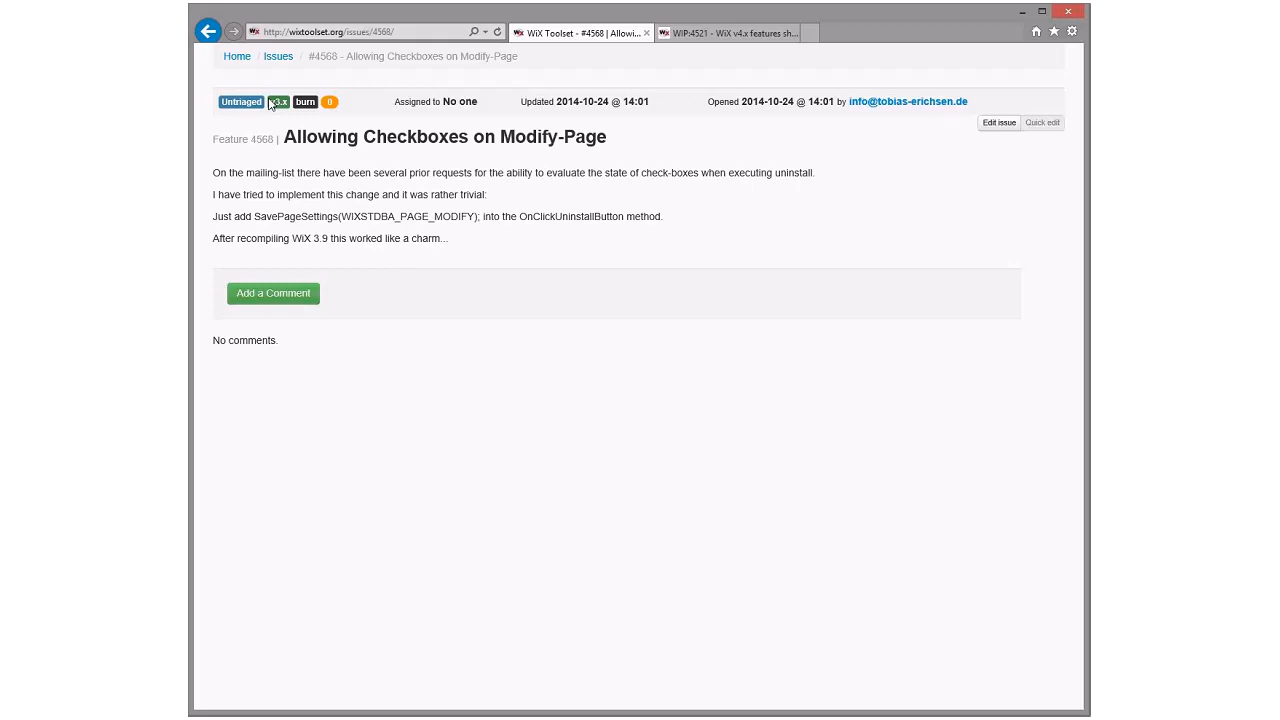 http://wixtoolset.org/issues/4568/
WiX Toolset - #4568 | Allowi...
WIP:4521 - WiX v4.x features sh...
Home / Issues / #4568 - Allowing Checkboxes on Modify-Page
Untriaged v3.x burn 0 Assigned to No one Updated 2014-10-24 @ 14:01 Opened 2014-10-24 @ 14:01 by info@tobias-erichsen.de
Edit issue Quick edit
Feature 4568 | Allowing Checkboxes on Modify-Page
On the mailing-list there have been several prior requests for the ability to evaluate the state of check-boxes when executing uninstall.
I have tried to implement this change and it was rather trivial:
Just add SavePageSettings(WIXSTDBA_PAGE_MODIFY); into the OnClickUninstallButton method.
After recompiling WiX 3.9 this worked like a charm...
Add a Comment
No comments.